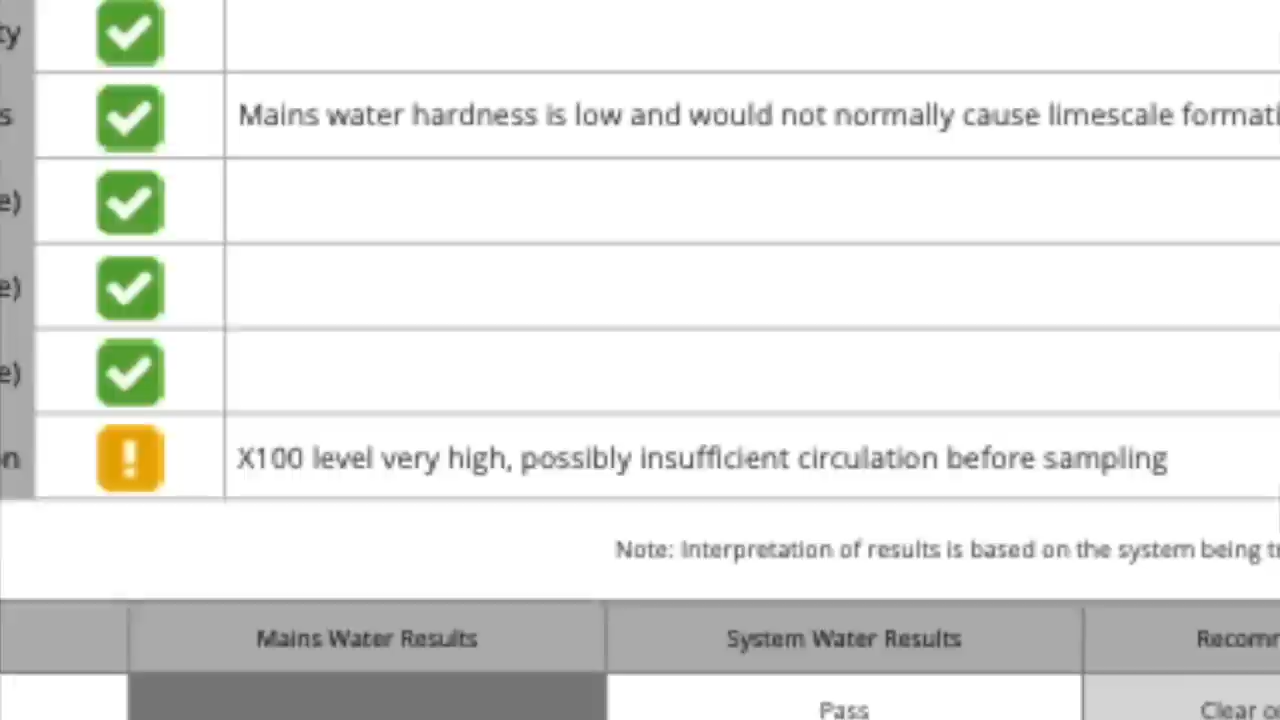 ty
s
Mains water hardness is low and would not normally cause limescale formati
e)
e)
e)
n
X100 level very high, possibly insufficient circulation before sampling
Note: Interpretation of results is based on the system being t
Mains Water Results
System Water Results
Recomm
Pass
Clear o